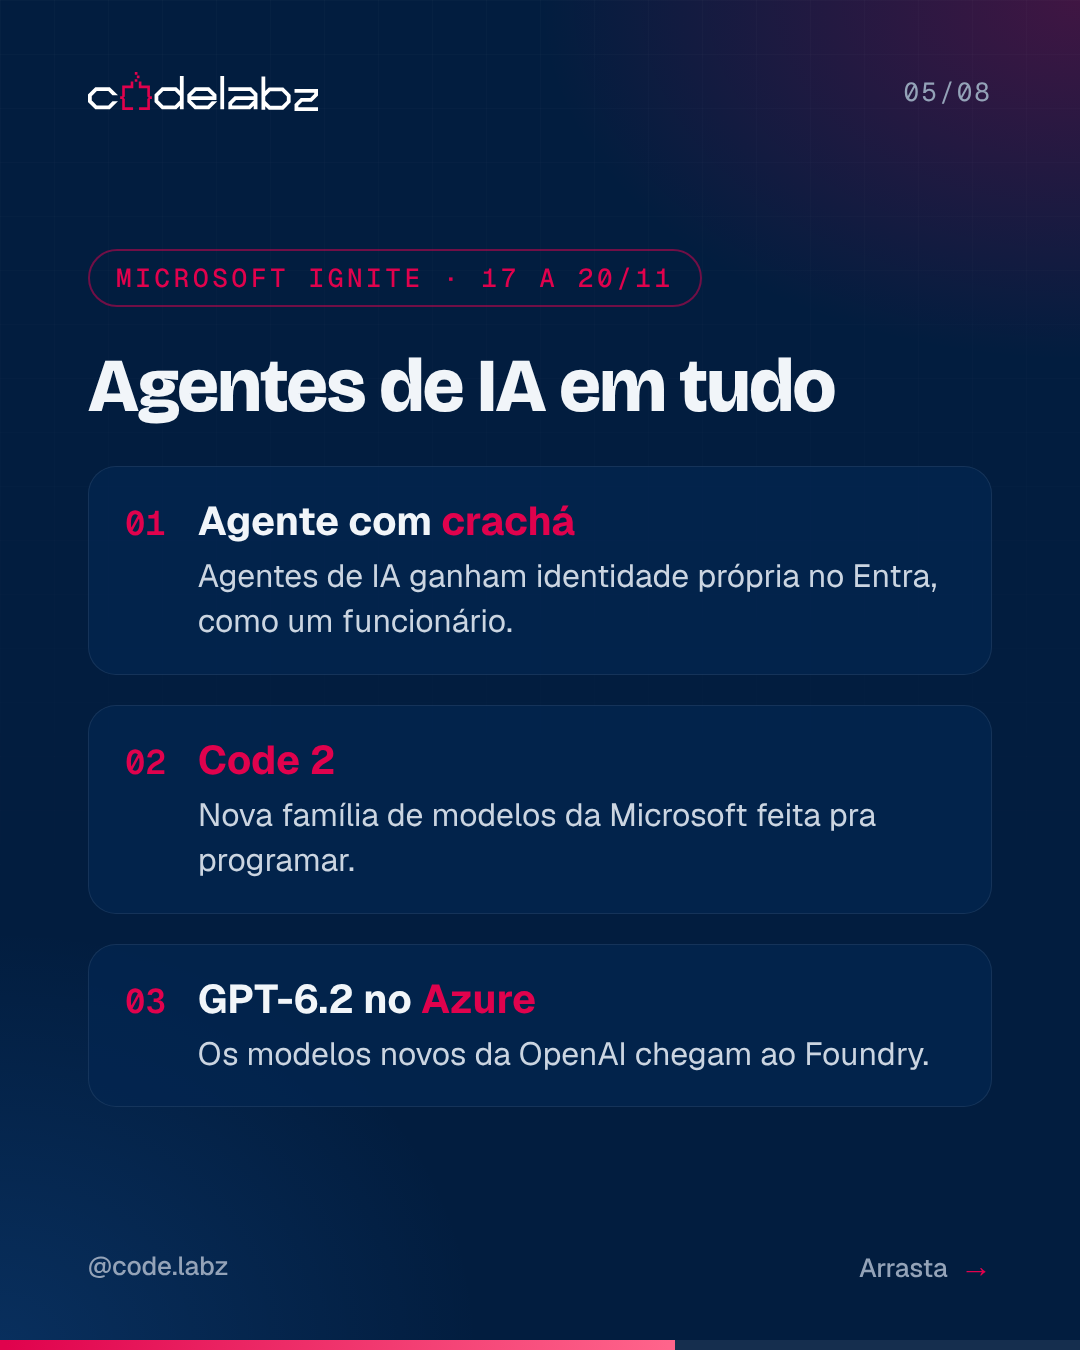 codelabz
05/08
MICROSOFT IGNITE · 17 A 20/11
Agentes de IA em tudo
01 Agente com crachá
Agentes de IA ganham identidade própria no Entra,
como um funcionário.
02 Code 2
Nova família de modelos da Microsoft feita pra
programar.
03 GPT-6.2 no Azure
Os modelos novos da OpenAI chegam ao Foundry.
@code.labz
Arrasta →